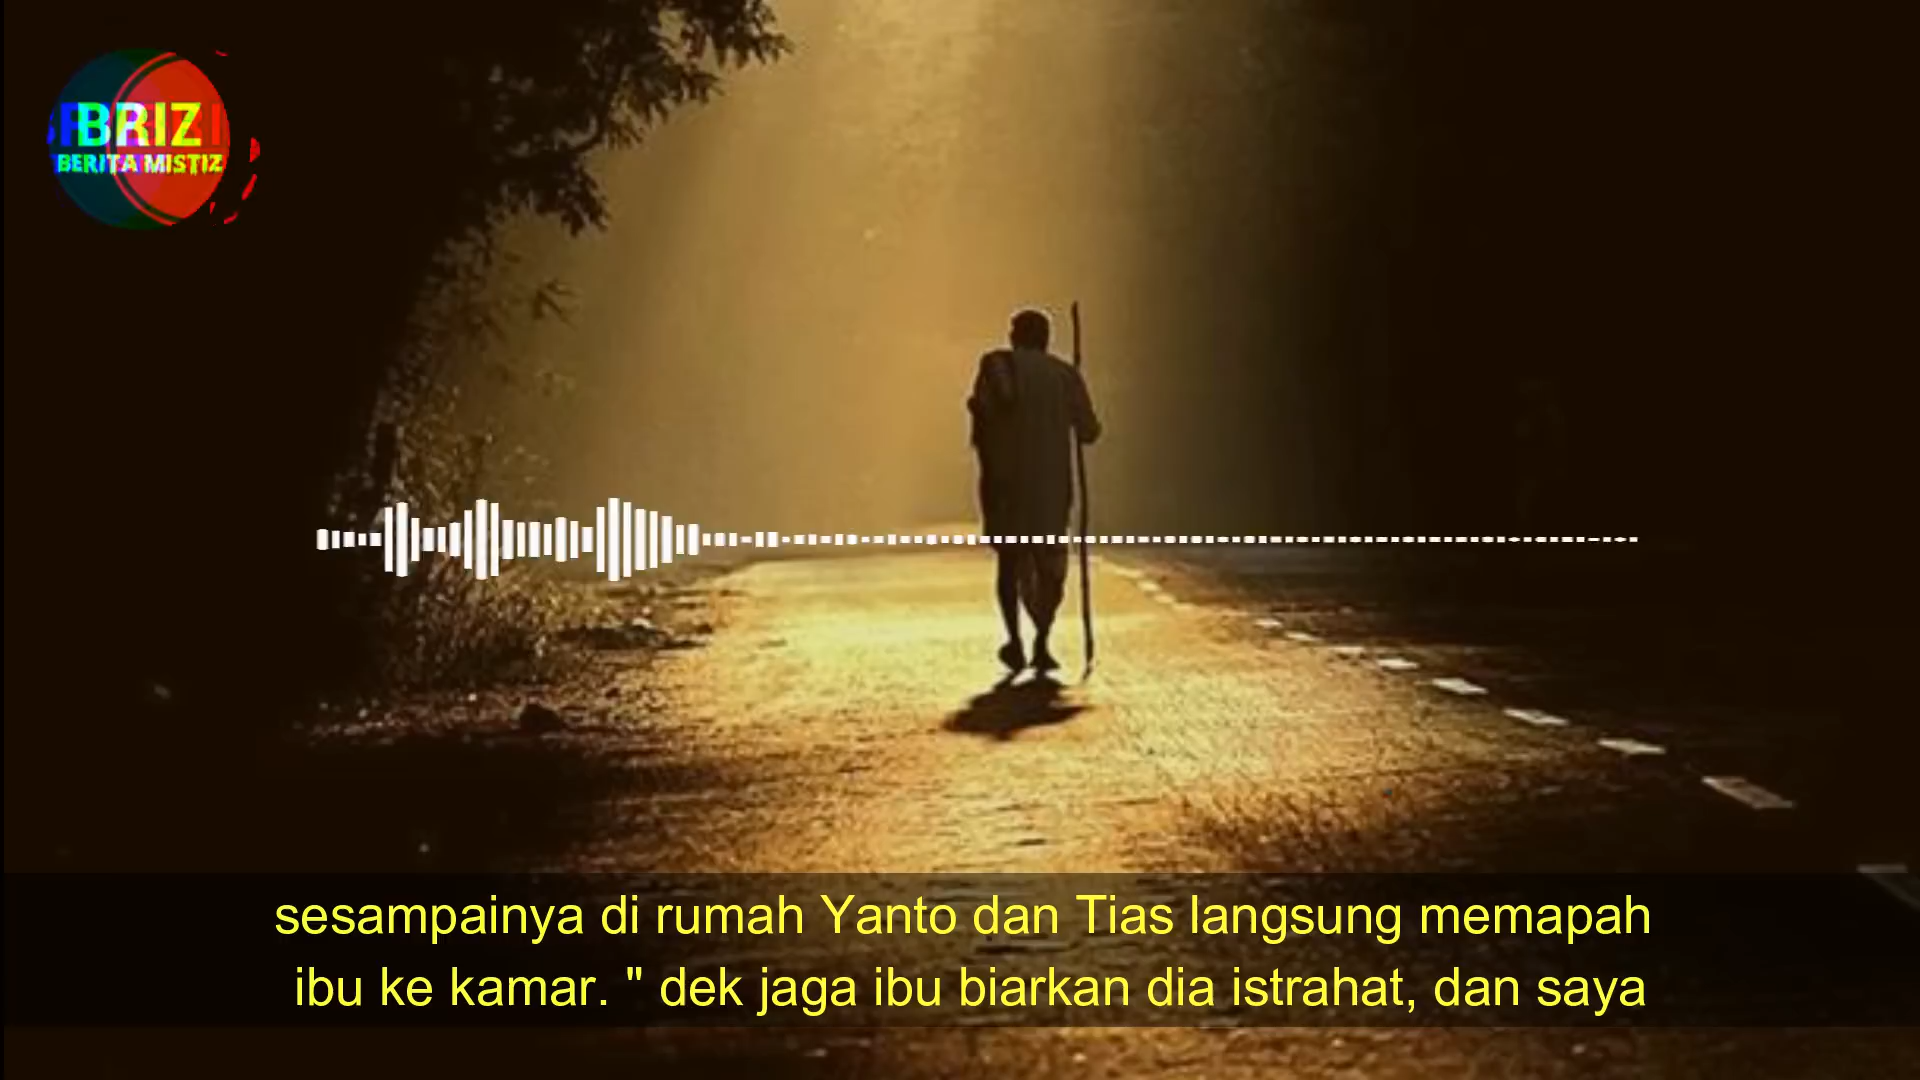 BRIZ
BERITA MISTIZ
sesampainya di rumah Yanto dan Tias langsung memapah
ibu ke kamar. " dek jaga ibu biarkan dia istrahat, dan saya